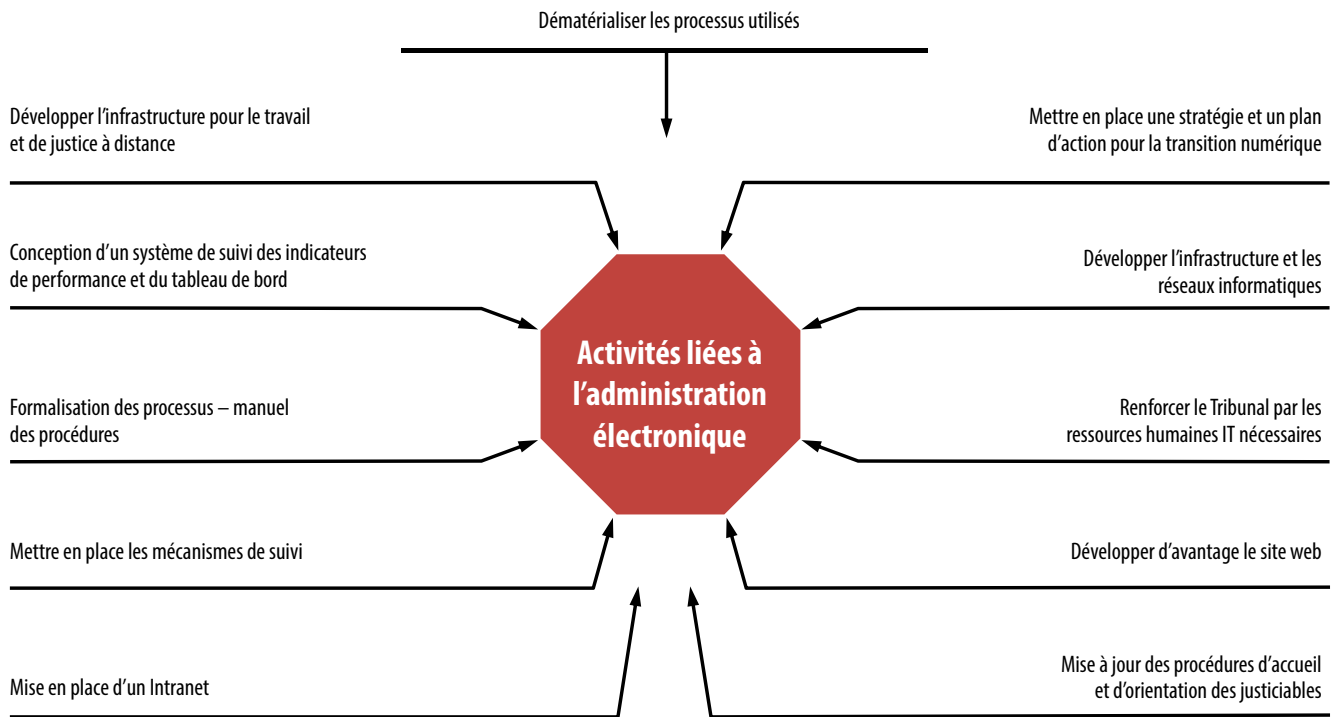 Dématérialiser les processus utilisés
Développer l’infrastructure pour le travail
et de justice à distance
Mettre en place une stratégie et un plan
d’action pour la transition numérique
Conception d’un système de suivi des indicateurs
de performance et du tableau de bord
Développer l’infrastructure et les
réseaux informatiques
Activités liées à
l’administration
électronique
Formalisation des processus – manuel
des procédures
Renforcer le Tribunal par les
ressources humaines IT nécessaires
Mettre en place les mécanismes de suivi
Développer d’avantage le site web
Mise en place d’un Intranet
Mise à jour des procédures d’accueil
et d’orientation des justiciables